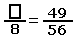 □/8 = 49/56